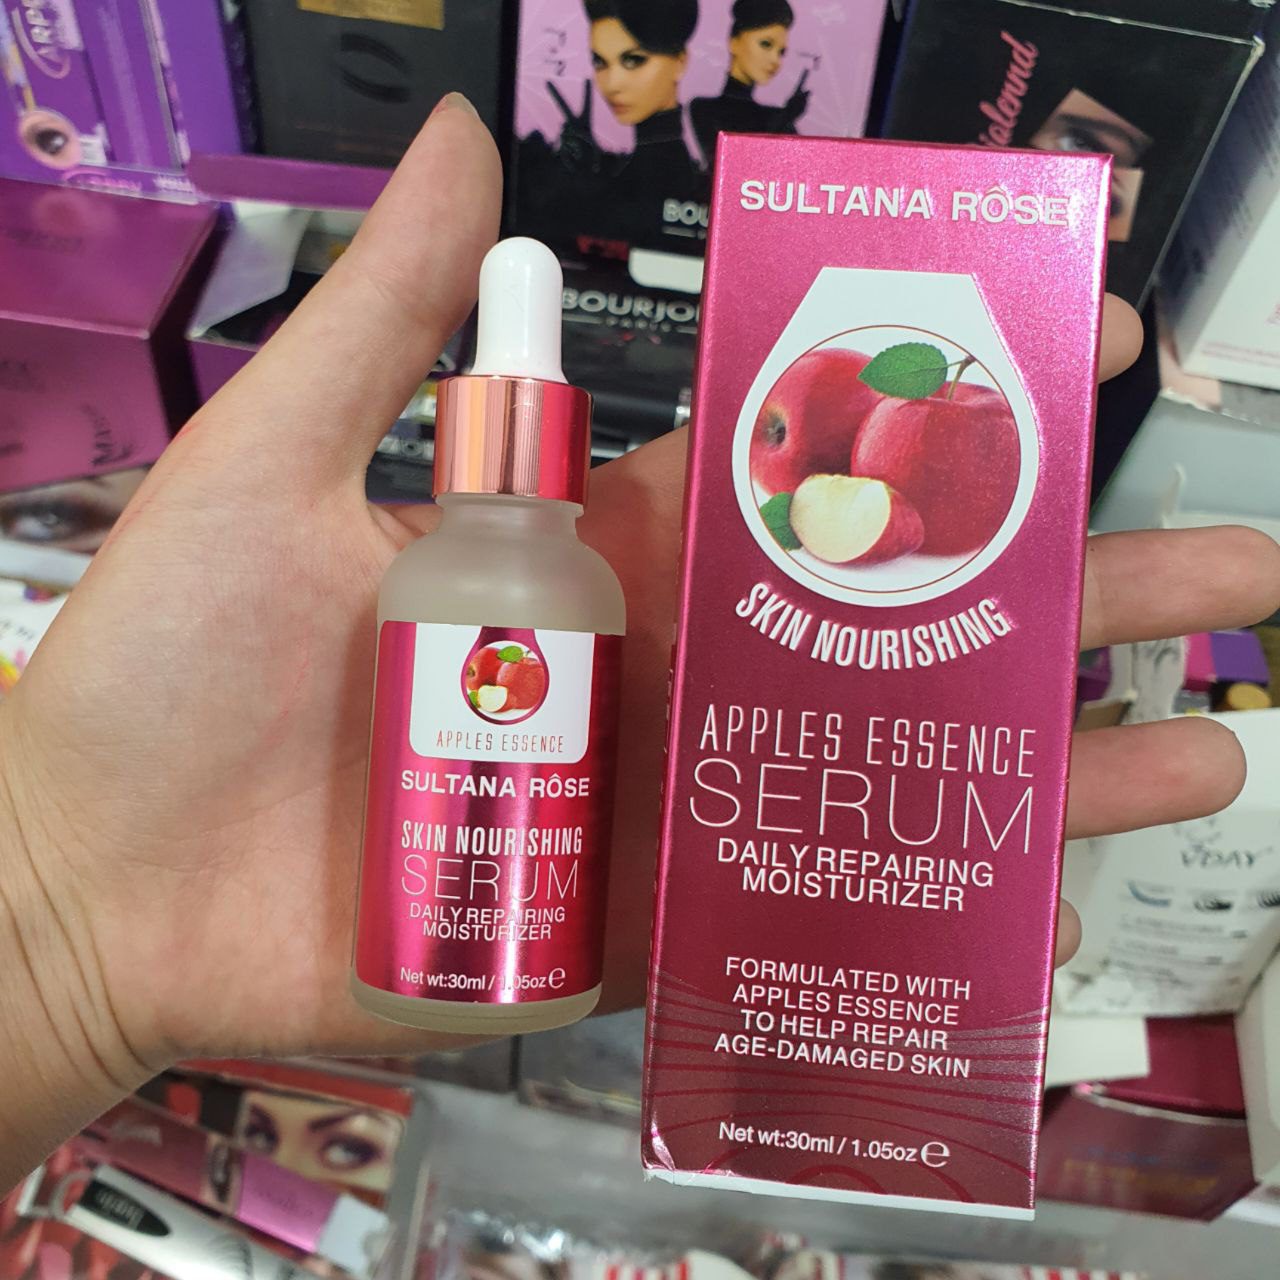 BOURJOIS
PARIS
VDAY
SULTANA RÔSE
SKIN NOURISHING
APPLES ESSENCE
SERUM
DAILY REPAIRING
MOISTURIZER
FORMULATED WITH
APPLES ESSENCE
TO HELP REPAIR
AGE-DAMAGED SKIN
Net wt:30ml / 1.05oz e
APPLES ESSENCE
SULTANA RÔSE
SKIN NOURISHING
SERUM
DAILY REPAIRING
MOISTURIZER
Net wt:30ml / 1.05oz e